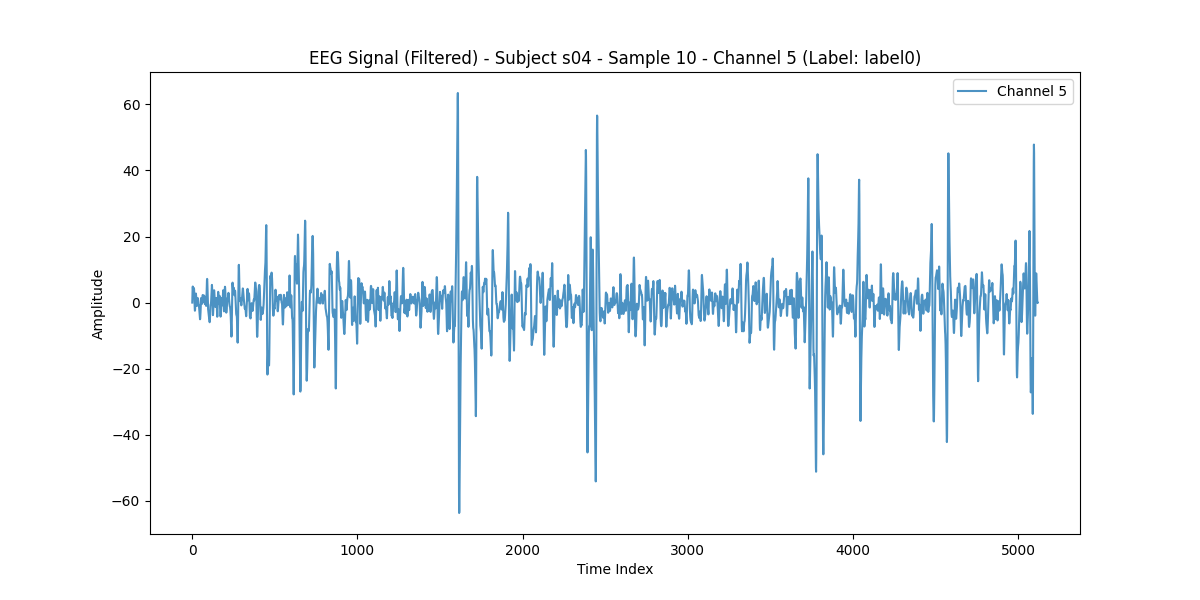 EEG Signal (Filtered) - Subject s04 - Sample 10 - Channel 5 (Label: label0)
Channel 5
60
40
20
0
−20
−40
−60
Amplitude
0 1000 2000 3000 4000 5000
Time Index